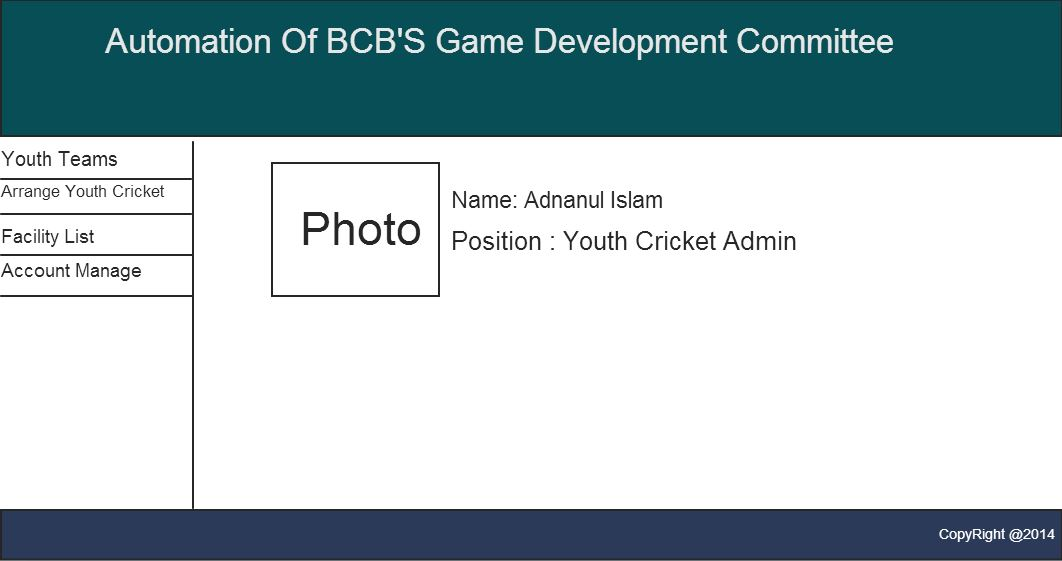 Automation Of BCB'S Game Development Committee
Youth Teams
Arrange Youth Cricket
Facility List
Account Manage
Photo
Name: Adnanul Islam
Position : Youth Cricket Admin
CopyRight @2014